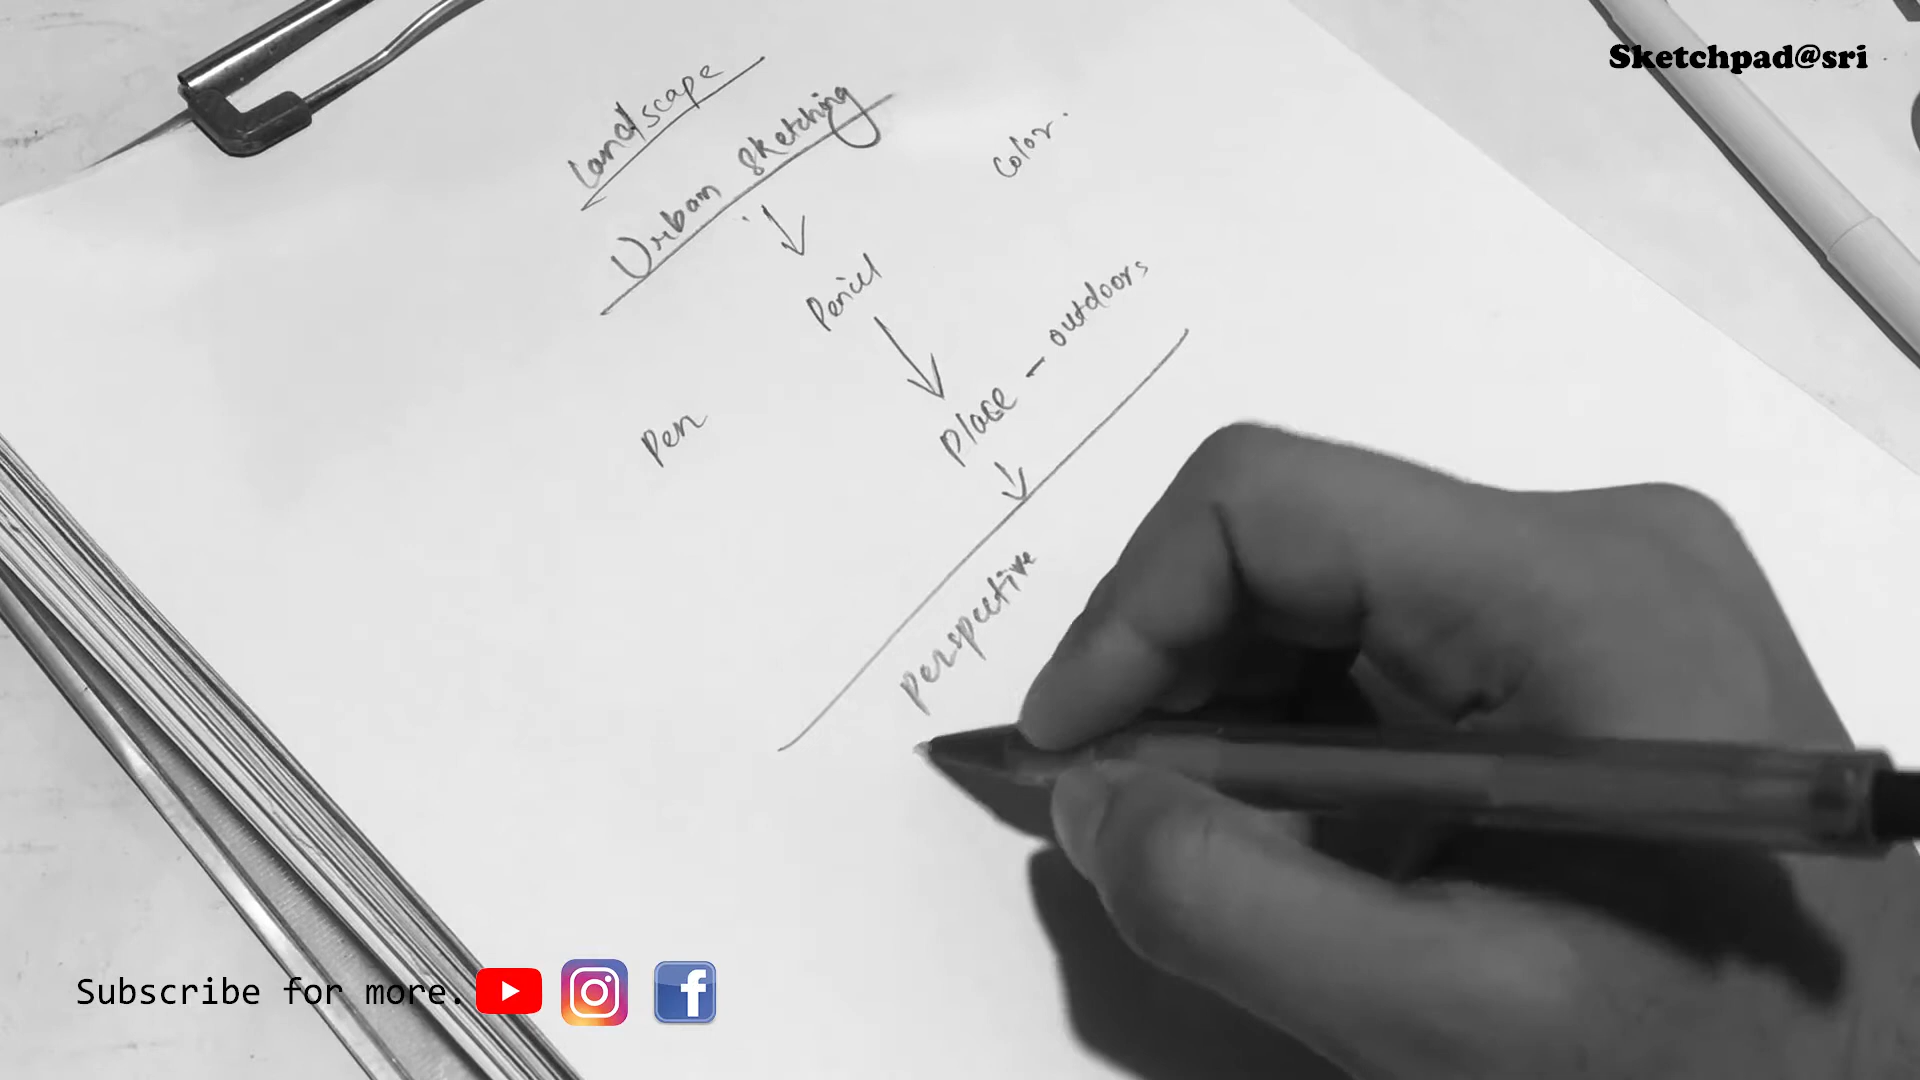 Sketchpad@sri
Landscape
Urban sketching
color.
Pencil
Place - outdoors
Pen
perspective
Subscribe for more.